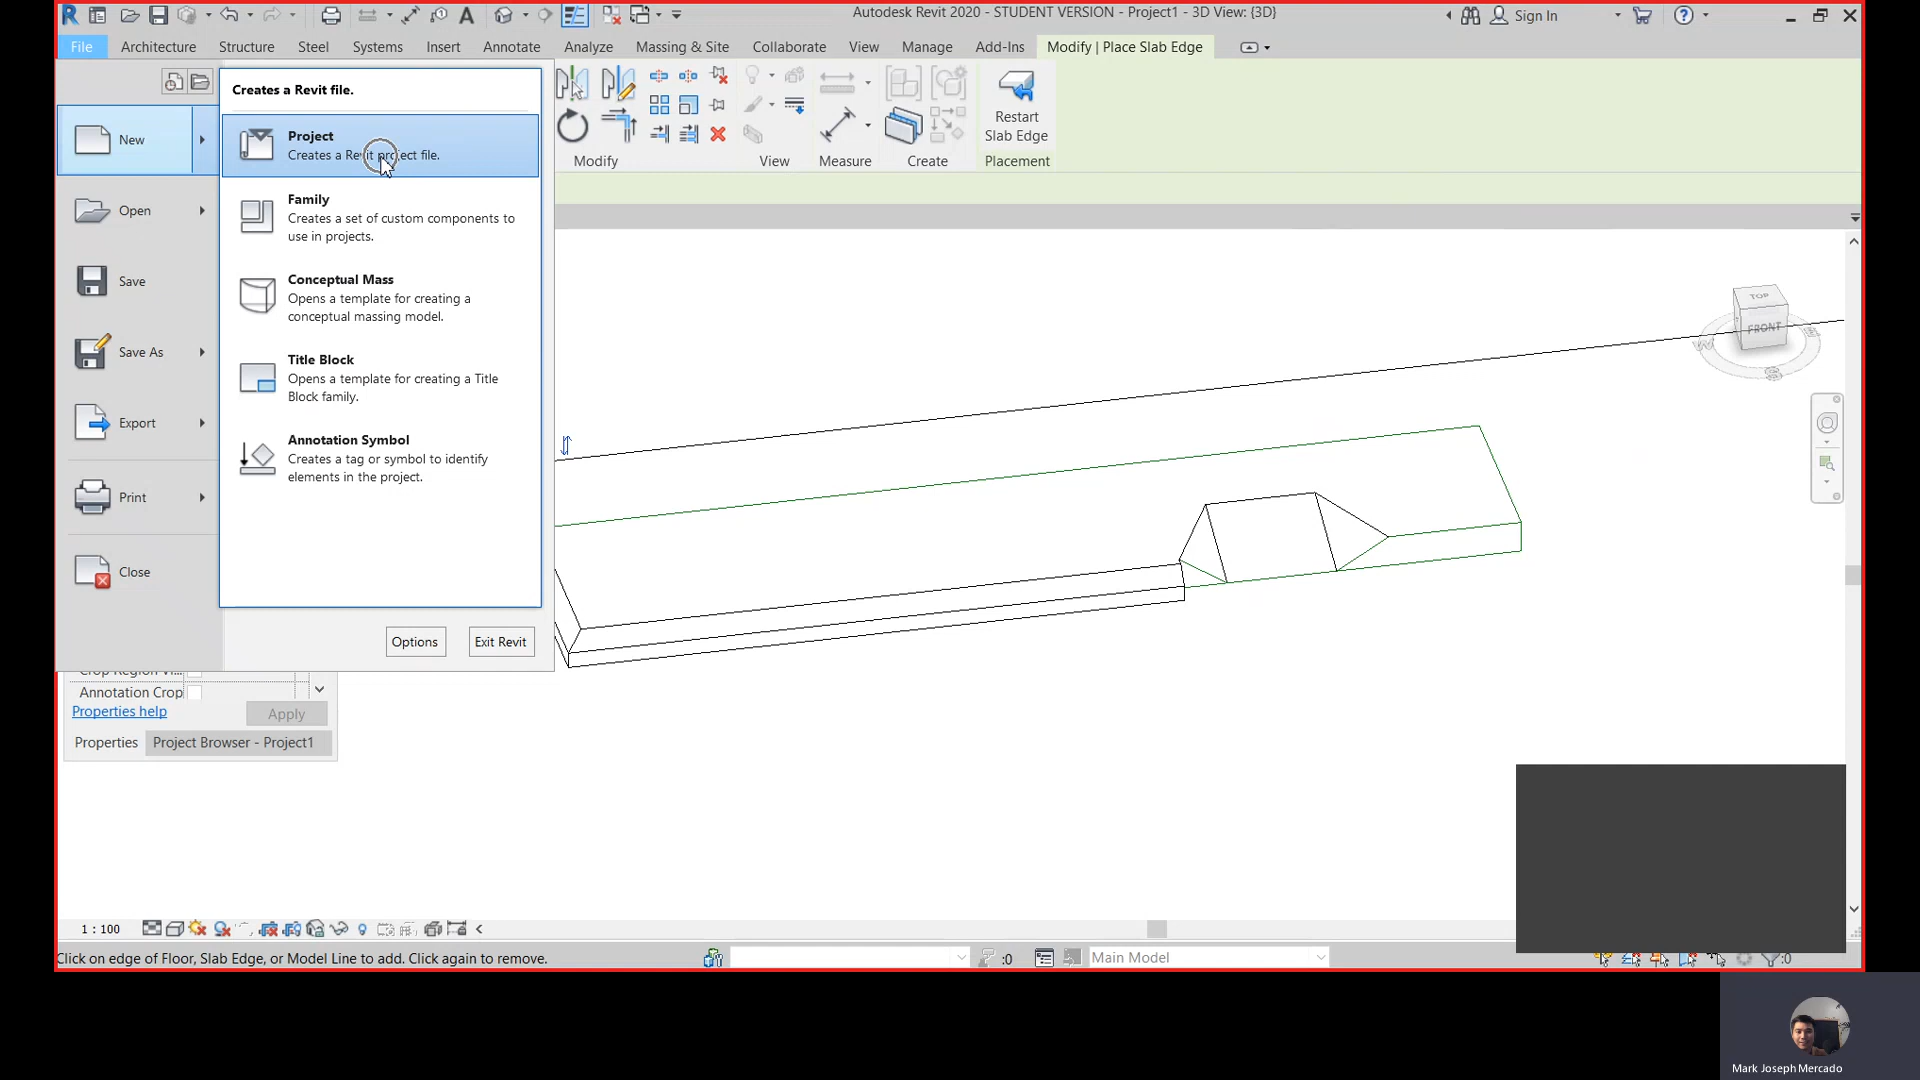 Autodesk Revit 2020 - STUDENT VERSION - Project1 - 3D View: {3D}
Sign In
File
Architecture
Structure
Steel
Systems
Insert
Annotate
Analyze
Massing & Site
Collaborate
View
Manage
Add-Ins
Modify | Place Slab Edge
Creates a Revit file.
New
Project
Creates a Revit project file.
Family
Creates a set of custom components to
use in projects.
Conceptual Mass
Opens a template for creating a
conceptual massing model.
Title Block
Opens a template for creating a Title
Block family.
Annotation Symbol
Creates a tag or symbol to identify
elements in the project.
Open
Save
Save As
Export
Print
Close
Options
Exit Revit
Modify
View
Measure
Create
Restart
Slab Edge
Placement
TOP
FRONT
W
S
Annotation Crop
Properties help
Apply
Properties
Project Browser - Project1
1 : 100
Click on edge of Floor, Slab Edge, or Model Line to add. Click again to remove.
:0
Main Model
:0
Mark Joseph Mercado